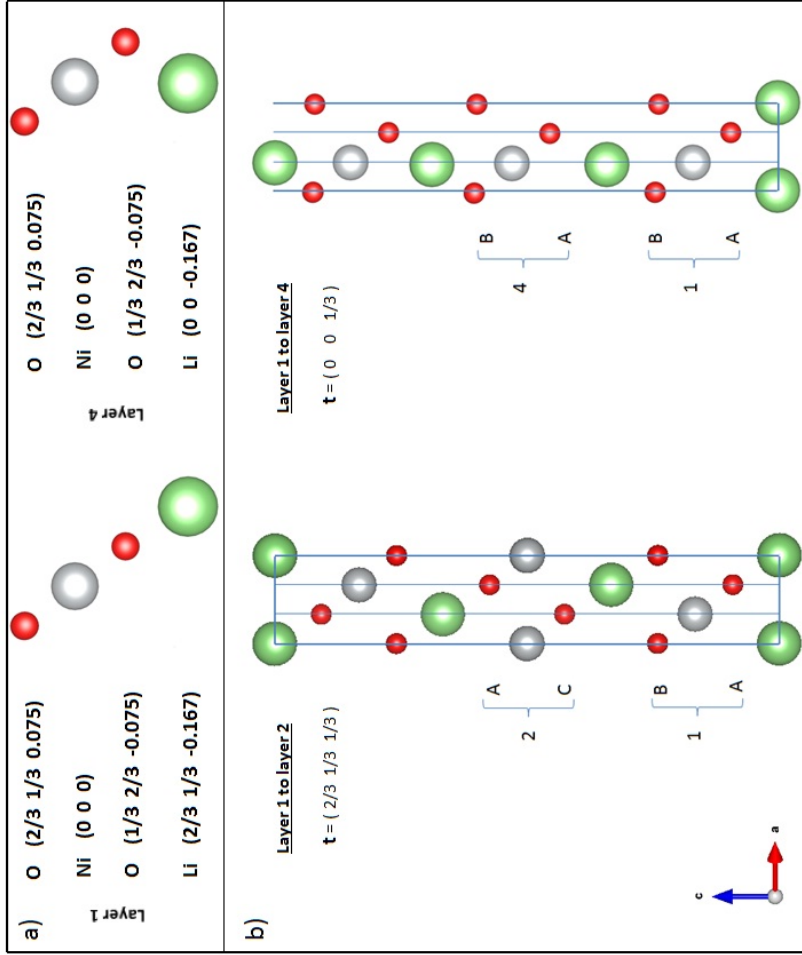 a)
Layer 1
O (2/3 1/3 0.075)
Ni (0 0 0)
O (1/3 2/3 -0.075)
Li (2/3 1/3 -0.167)
Layer 4
O (2/3 1/3 0.075)
Ni (0 0 0)
O (1/3 2/3 -0.075)
Li (0 0 -0.167)
b)
Layer 1 to layer 2
t = ( 2/3 1/3 1/3 )
2
A
C
1
B
A
c
a
Layer 1 to layer 4
t = ( 0 0 1/3 )
4
B
A
1
B
A